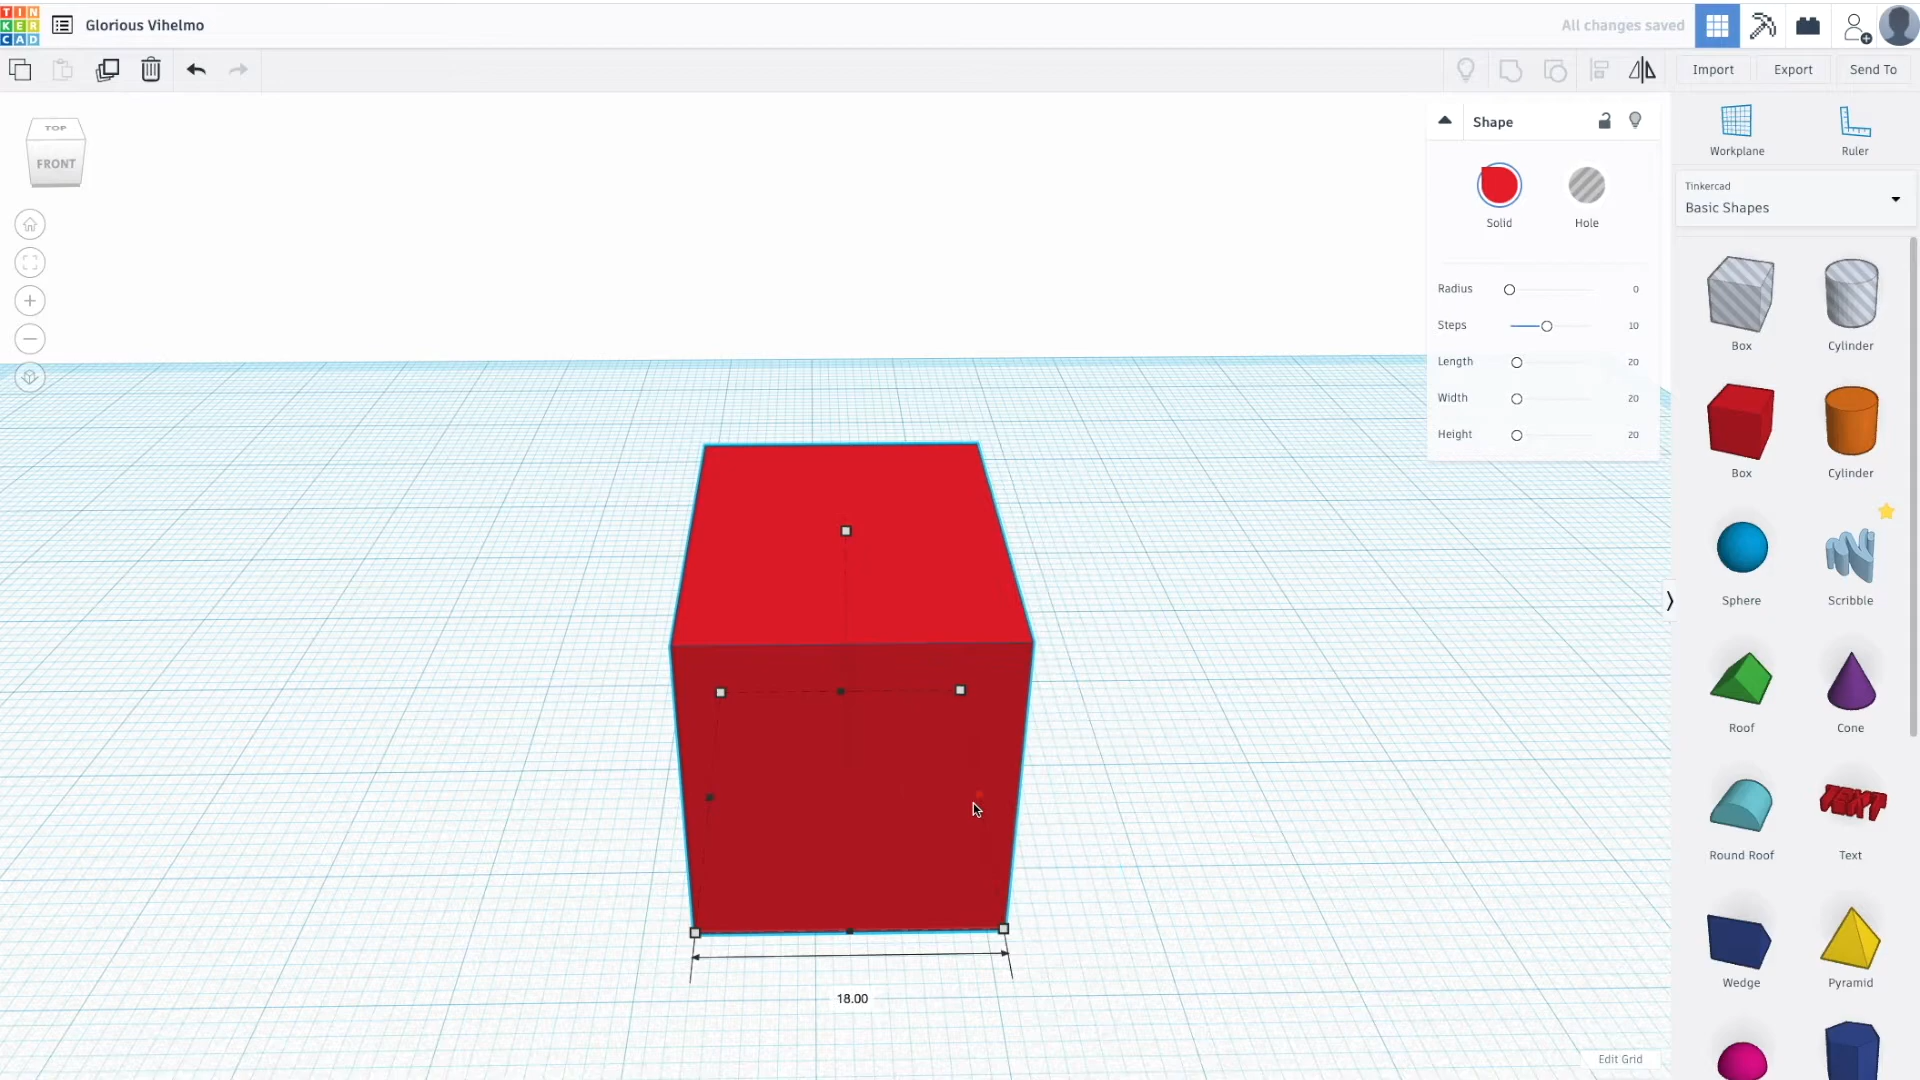 TIN
KER
CAD
Glorious Vihelmo
All changes saved
Import
Export
Send To
TOP
FRONT
Shape
Solid
Hole
Radius 0
Steps 10
Length 20
Width 20
Height 20
Workplane
Ruler
Tinkercad
Basic Shapes
Box
Cylinder
Box
Cylinder
Sphere
Scribble
Roof
Cone
TEXT
Round Roof
Text
Wedge
Pyramid
18.00
Edit Grid